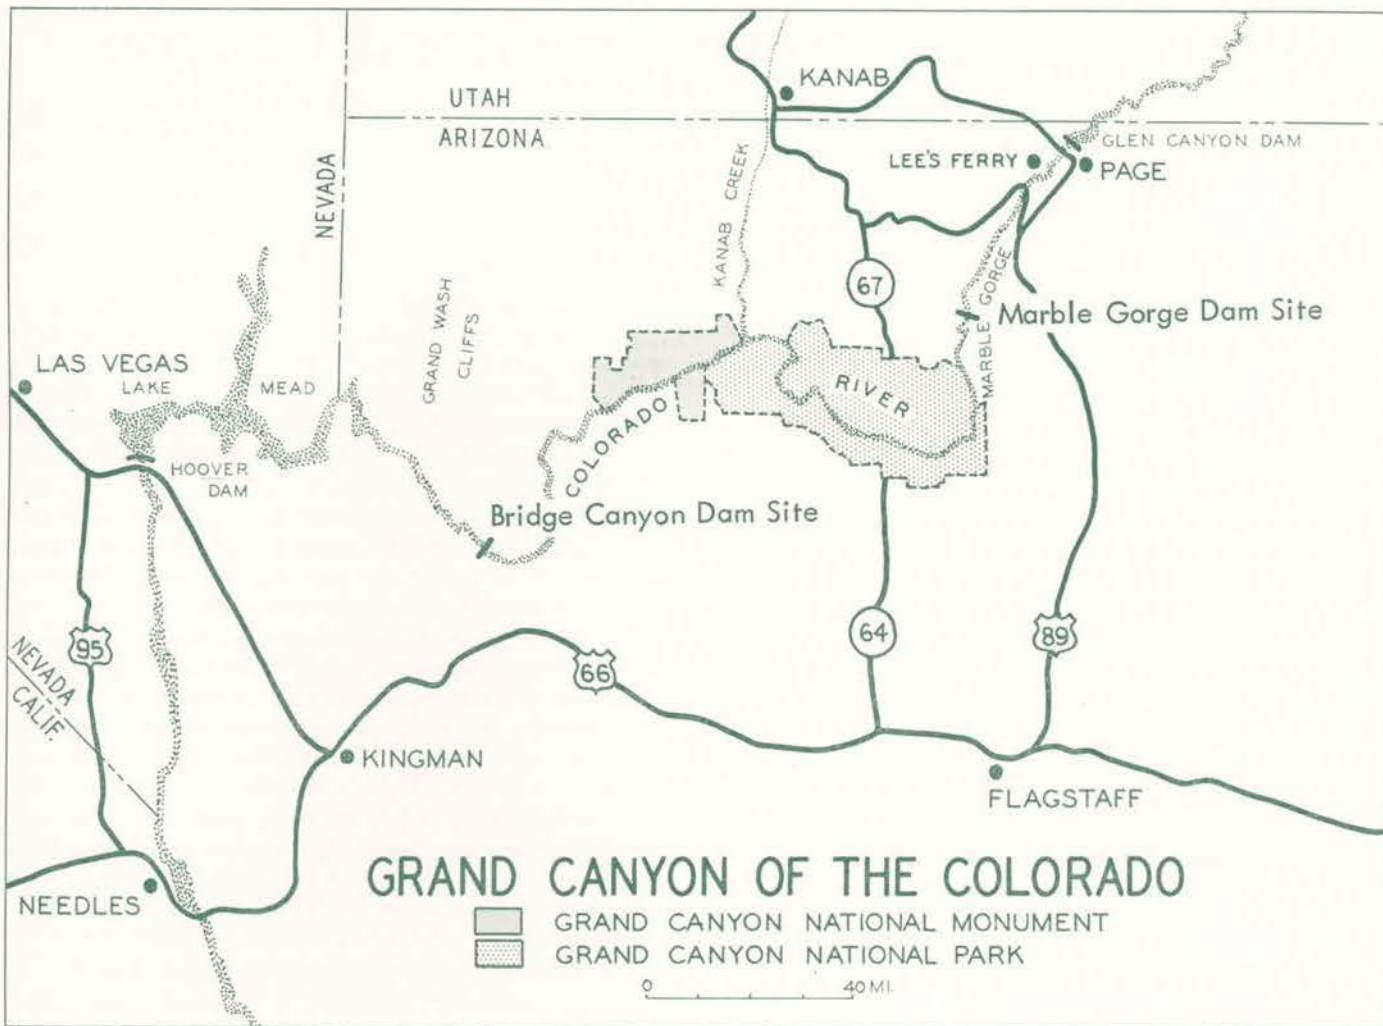 KANAB
UTAH
ARIZONA
NEVADA
KANAB CREEK
LEE'S FERRY
GLEN CANYON DAM
PAGE
67
MARBLE GORGE
Marble Gorge Dam Site
GRAND WASH
CLIFFS
LAS VEGAS
LAKE MEAD
RIVER
COLORADO
HOOVER
DAM
Bridge Canyon Dam Site
95
66
64
89
NEVADA
CALIF.
KINGMAN
FLAGSTAFF
NEEDLES
GRAND CANYON OF THE COLORADO
GRAND CANYON NATIONAL MONUMENT
GRAND CANYON NATIONAL PARK
0 40 MI.